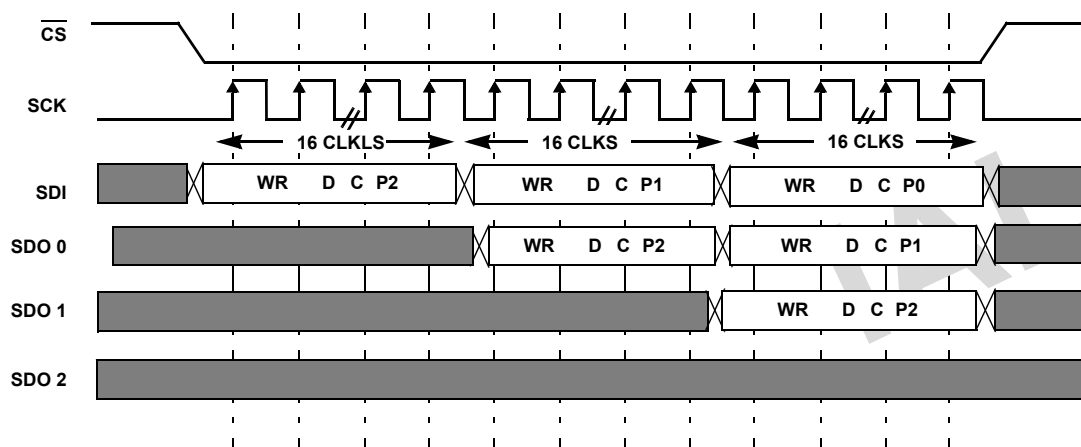 CS
SCK
16 CLKLS 16 CLKS 16 CLKS
SDI WR D C P2 WR D C P1 WR D C P0
SDO 0 WR D C P2 WR D C P1
SDO 1 WR D C P2
SDO 2